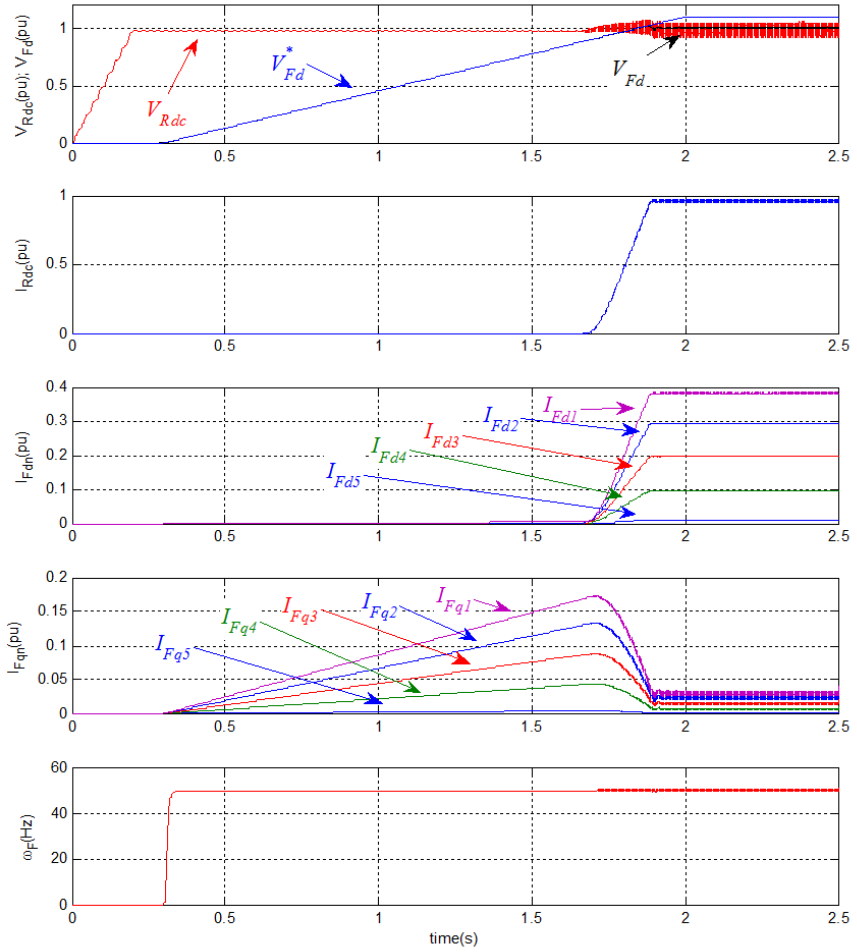 V_Rdc(pu); V_Fd(pu)
1
0.5
0
V*_Fd
V_Fd
V_Rdc
0 0.5 1 1.5 2 2.5
I_Rdc(pu)
1
0.5
0
0 0.5 1 1.5 2 2.5
I_Fdn(pu)
0.4
0.3
0.2
0.1
0
I_Fd1
I_Fd2
I_Fd3
I_Fd4
I_Fd5
0 0.5 1 1.5 2 2.5
I_Fqn(pu)
0.2
0.15
0.1
0.05
0
I_Fq1
I_Fq2
I_Fq3
I_Fq4
I_Fq5
0 0.5 1 1.5 2 2.5
ω_F(Hz)
60
40
20
0
0 0.5 1 1.5 2 2.5
time(s)